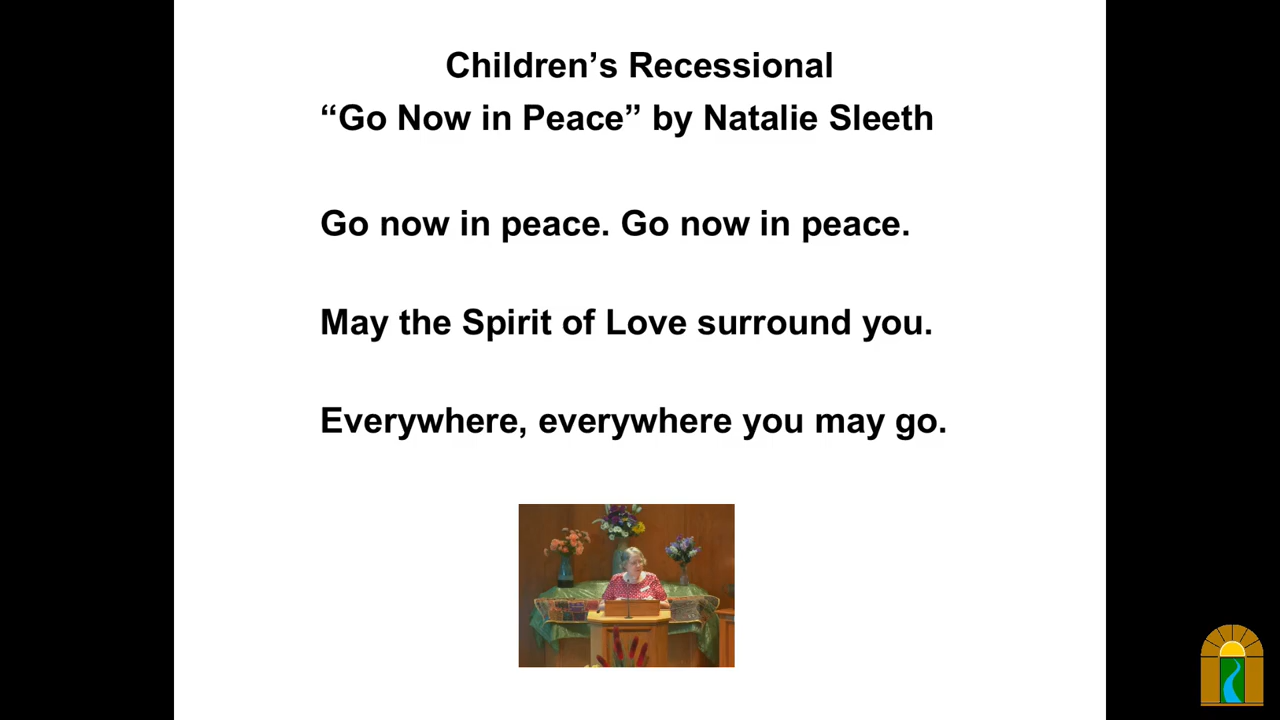 Children’s Recessional
“Go Now in Peace” by Natalie Sleeth
Go now in peace. Go now in peace.
May the Spirit of Love surround you.
Everywhere, everywhere you may go.